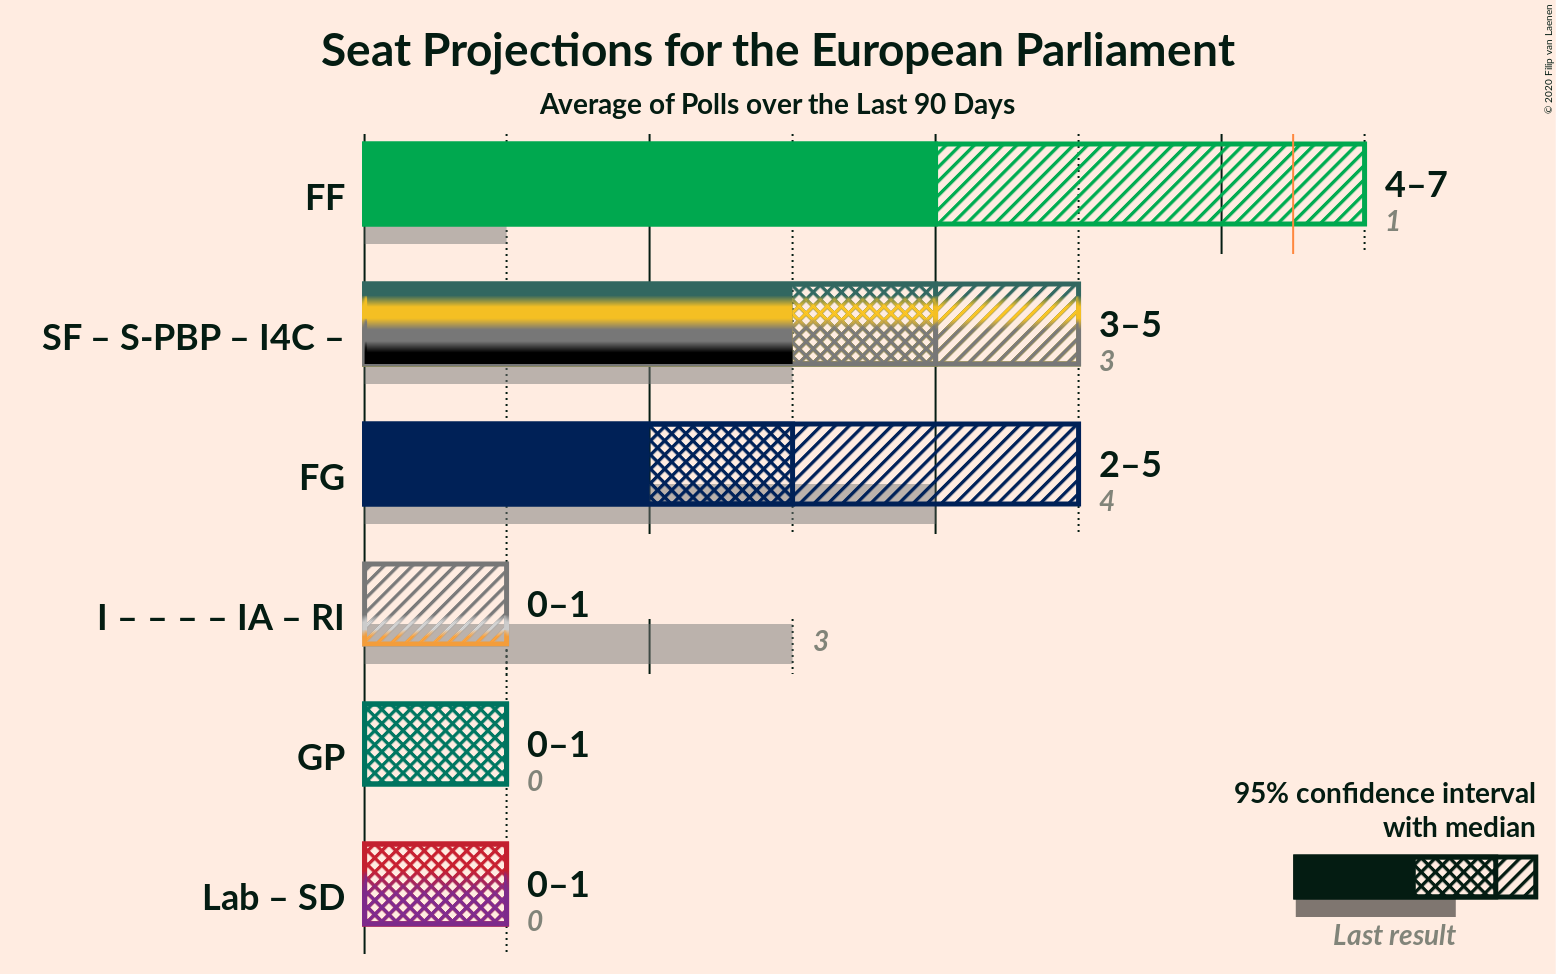 Seat Projections for the European Parliament
Average of Polls over the Last 90 Days
© 2020 Filip van Laenen
FF
4–7
1
SF – S-PBP – I4C –
3–5
3
FG
2–5
4
I – – – – IA – RI
0–1
3
GP
0–1
0
Lab – SD
0–1
0
95% confidence interval
with median
Last result